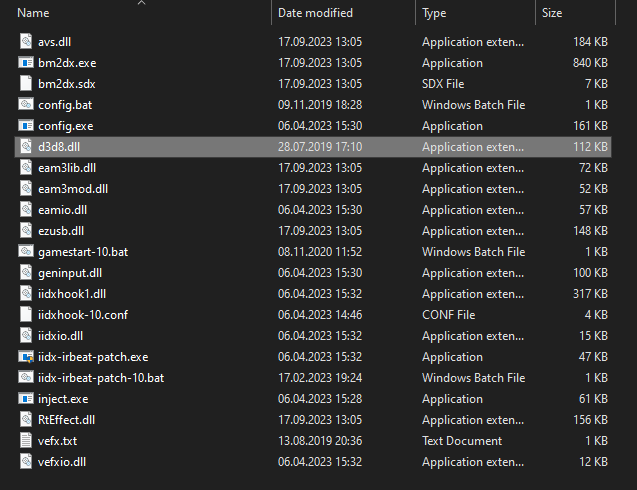 Name Date modified Type Size
avs.dll 17.09.2023 13:05 Application exten... 184 KB
bm2dx.exe 17.09.2023 13:05 Application 840 KB
bm2dx.sdx 17.09.2023 13:05 SDX File 7 KB
config.bat 09.11.2019 18:28 Windows Batch File 1 KB
config.exe 06.04.2023 15:30 Application 161 KB
d3d8.dll 28.07.2019 17:10 Application exten... 112 KB
eam3lib.dll 17.09.2023 13:05 Application exten... 72 KB
eam3mod.dll 17.09.2023 13:05 Application exten... 52 KB
eamio.dll 06.04.2023 15:30 Application exten... 57 KB
ezusb.dll 17.09.2023 13:05 Application exten... 148 KB
gamestart-10.bat 08.11.2020 11:52 Windows Batch File 1 KB
geninput.dll 06.04.2023 15:30 Application exten... 100 KB
iidxhook1.dll 06.04.2023 15:32 Application exten... 317 KB
iidxhook-10.conf 06.04.2023 14:46 CONF File 4 KB
iidxio.dll 06.04.2023 15:32 Application exten... 15 KB
iidx-irbeat-patch.exe 06.04.2023 15:32 Application 47 KB
iidx-irbeat-patch-10.bat 17.02.2023 19:24 Windows Batch File 1 KB
inject.exe 06.04.2023 15:28 Application 61 KB
RtEffect.dll 17.09.2023 13:05 Application exten... 156 KB
vefx.txt 13.08.2019 20:36 Text Document 1 KB
vefxio.dll 06.04.2023 15:32 Application exten... 12 KB